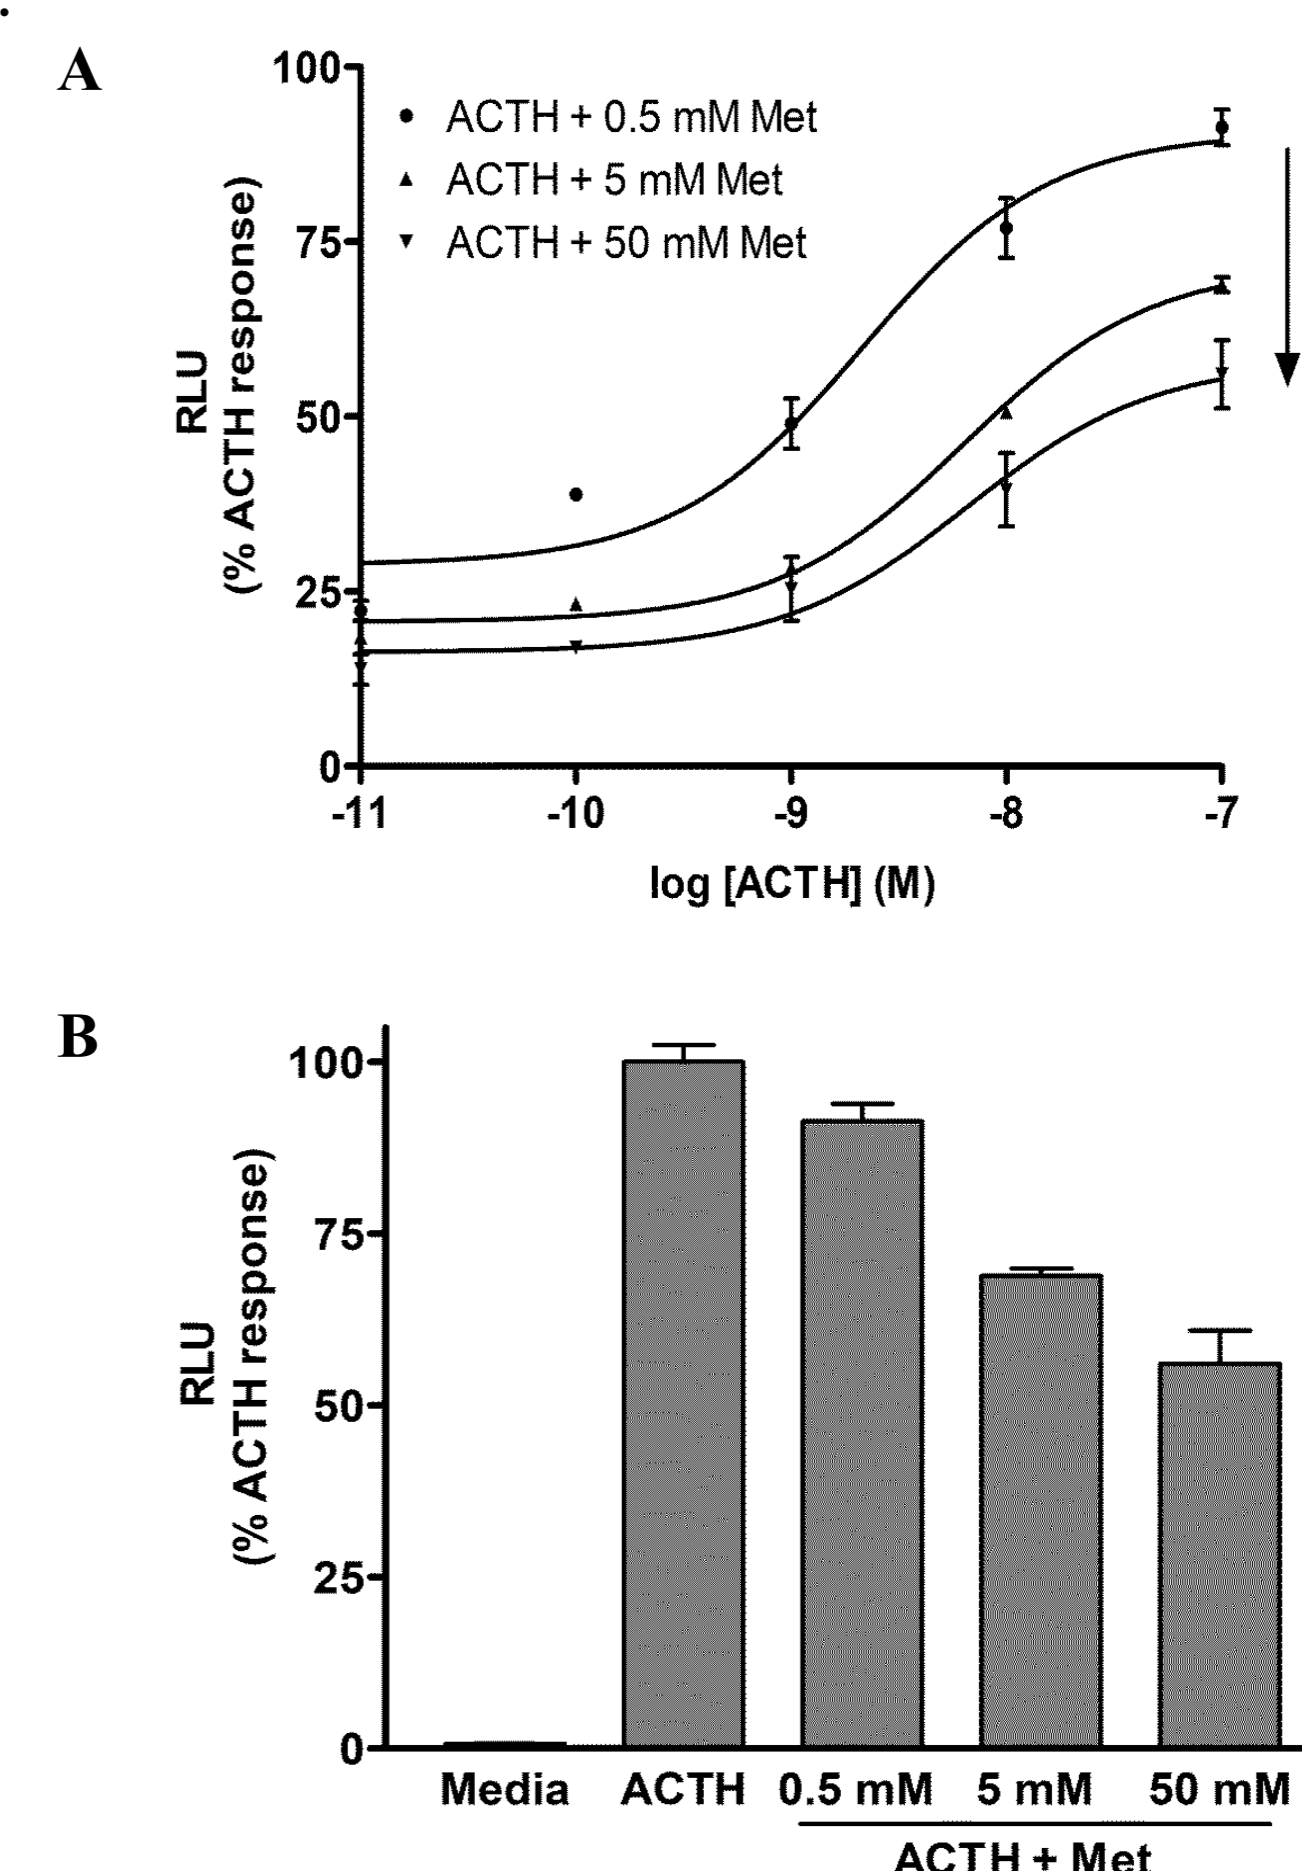 A
100
75
50
25
0
RLU
(% ACTH response)
ACTH + 0.5 mM Met
ACTH + 5 mM Met
ACTH + 50 mM Met
-11 -10 -9 -8 -7
log [ACTH] (M)
B
100
75
50
25
0
RLU
(% ACTH response)
Media ACTH 0.5 mM 5 mM 50 mM
ACTH + Met